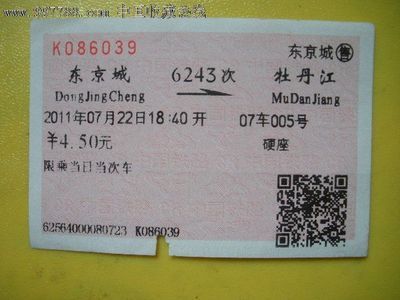 K086039
东京城售
东京城 6243次 牡丹江
DongJingCheng MuDanJiang
2011年07月22日18:40开 07车005号
¥4.50元 硬座
限乘当日当次车
62564000080723 K086039